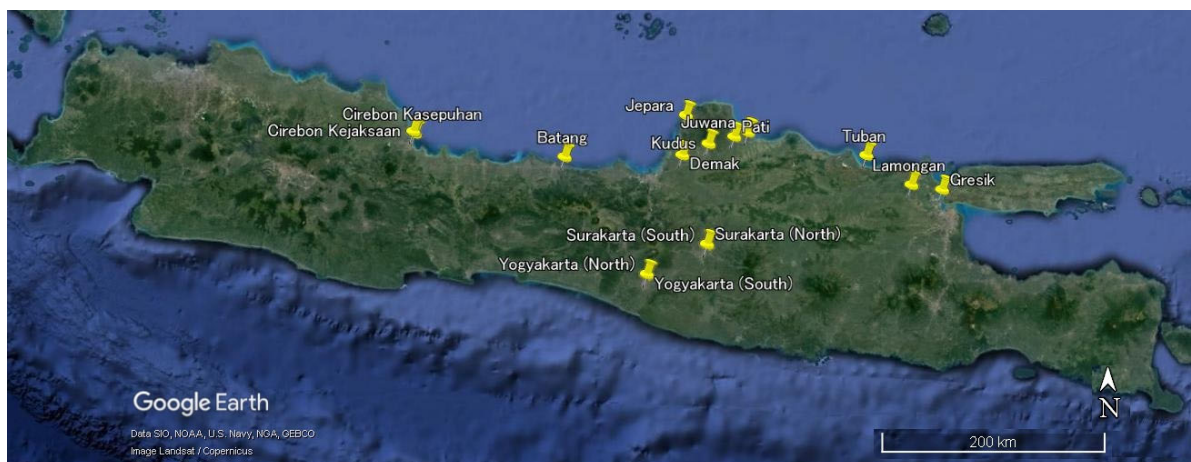 Cirebon Kasepuhan
Cirebon Kejaksaan
Batang
Jepara
Juwana
Pati
Kudus
Demak
Tuban
Lamongan
Gresik
Surakarta (South)
Surakarta (North)
Yogyakarta (North)
Yogyakarta (South)
Google Earth
Data SIO, NOAA, U.S. Navy, NGA, GEBCO
Image Landsat / Copernicus
N
200 km